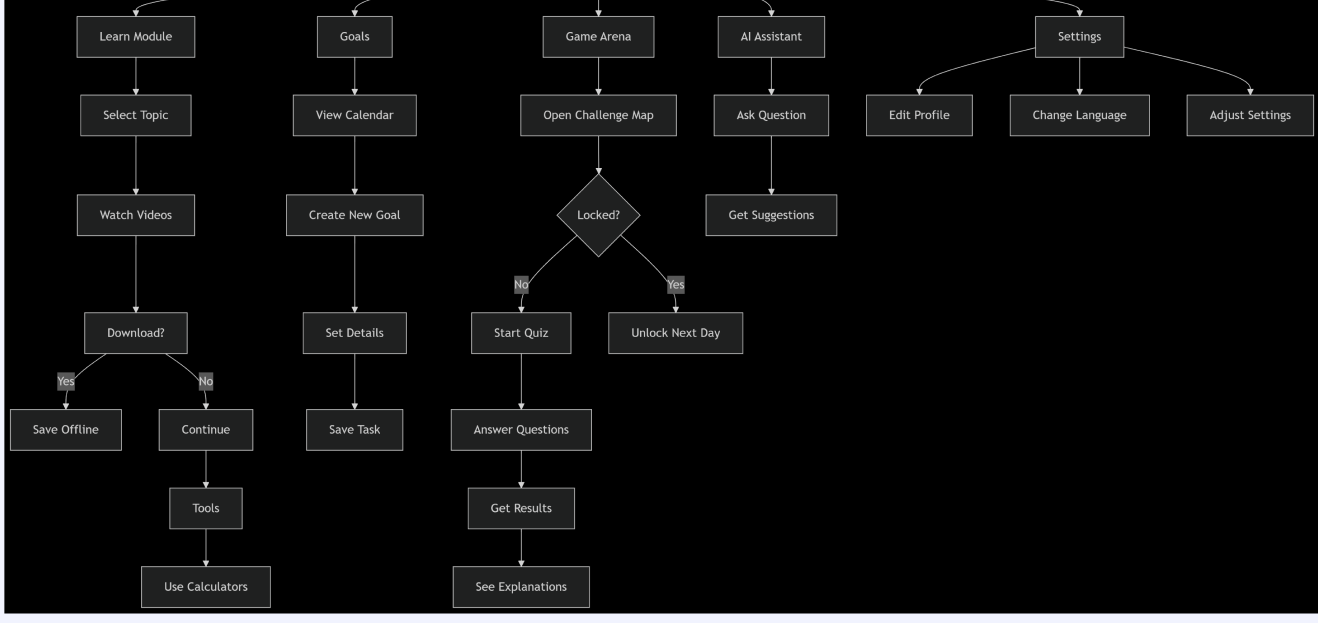 Learn Module
Goals
Game Arena
AI Assistant
Settings
Select Topic
View Calendar
Open Challenge Map
Ask Question
Edit Profile
Change Language
Adjust Settings
Watch Videos
Create New Goal
Locked?
Get Suggestions
No
Yes
Download?
Set Details
Start Quiz
Unlock Next Day
Yes
No
Save Offline
Continue
Save Task
Answer Questions
Tools
Get Results
Use Calculators
See Explanations